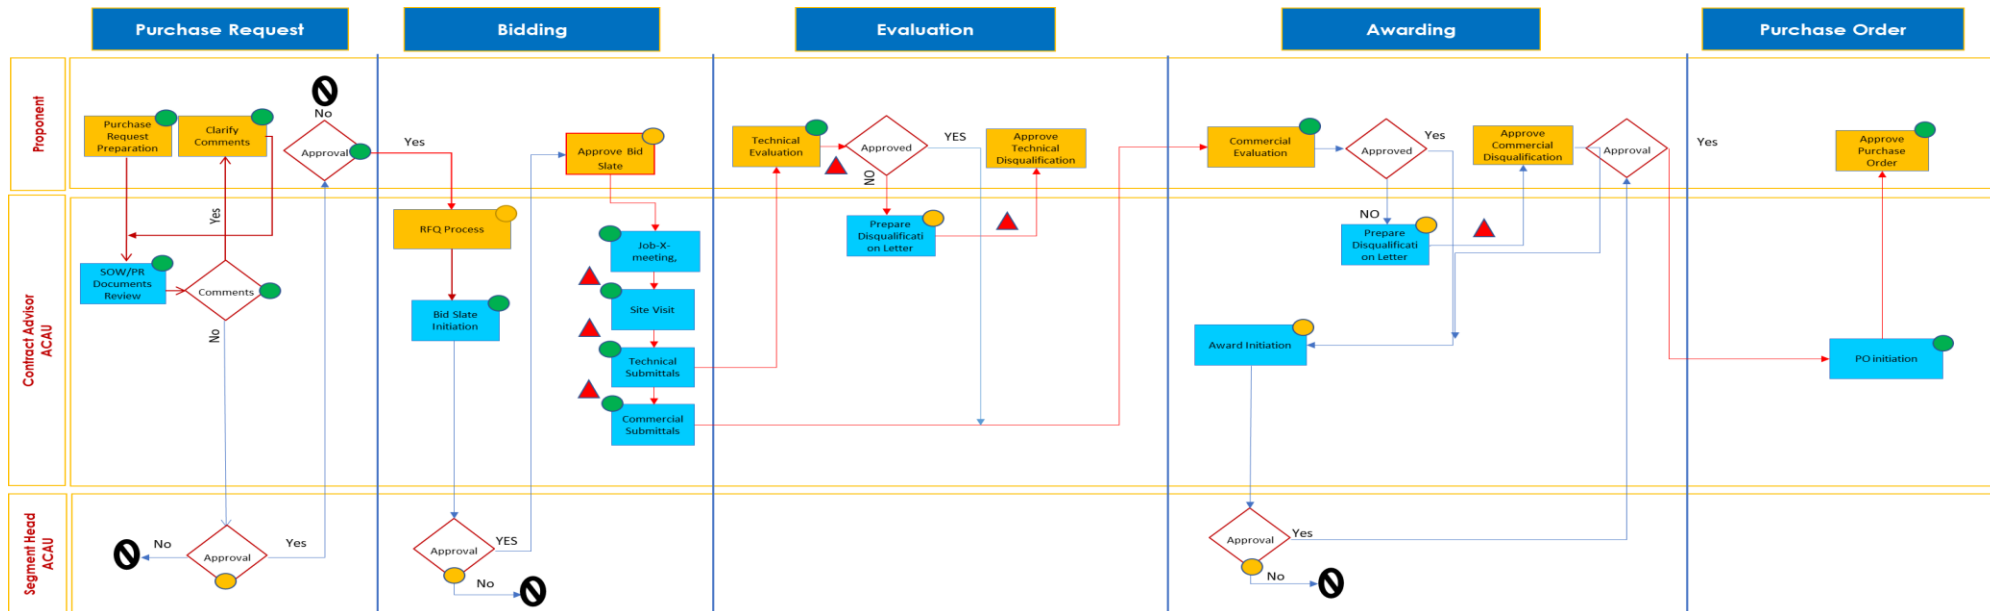 Purchase Request
Bidding
Evaluation
Awarding
Purchase Order
Proponent
Purchase
Request
Preparation
Clarify
Comments
No
Approval
Yes
Approve Bid
Slate
Technical
Evaluation
Approved
YES
NO
Approve
Technical
Disqualification
Commercial
Evaluation
Approved
Yes
Approve
Commercial
Disqualification
Approval
Yes
Approve
Purchase
Order
Contract Advisor
ACAU
SOW/PR
Documents
Review
Yes
Comments
No
RFQ Process
Bid Slate
Initiation
Job-X-
meeting,
Site Visit
Technical
Submittals
Commercial
Submittals
Prepare
Disqualificati
on Letter
NO
Prepare
Disqualificati
on Letter
Award Initiation
PO initiation
Segment Head
ACAU
No
Approval
Yes
Approval
YES
No
Approval
Yes
No